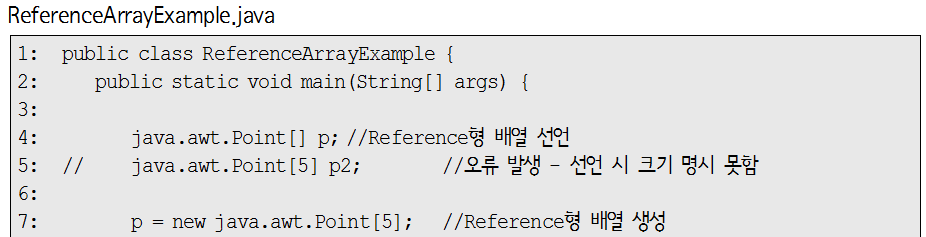 ReferenceArrayExample.java
1: public class ReferenceArrayExample {
2: public static void main(String[] args) {
3:
4: java.awt.Point[] p; //Reference형 배열 선언
5: // java.awt.Point[5] p2; //오류 발생 - 선언 시 크기 명시 못함
6:
7: p = new java.awt.Point[5]; //Reference형 배열 생성